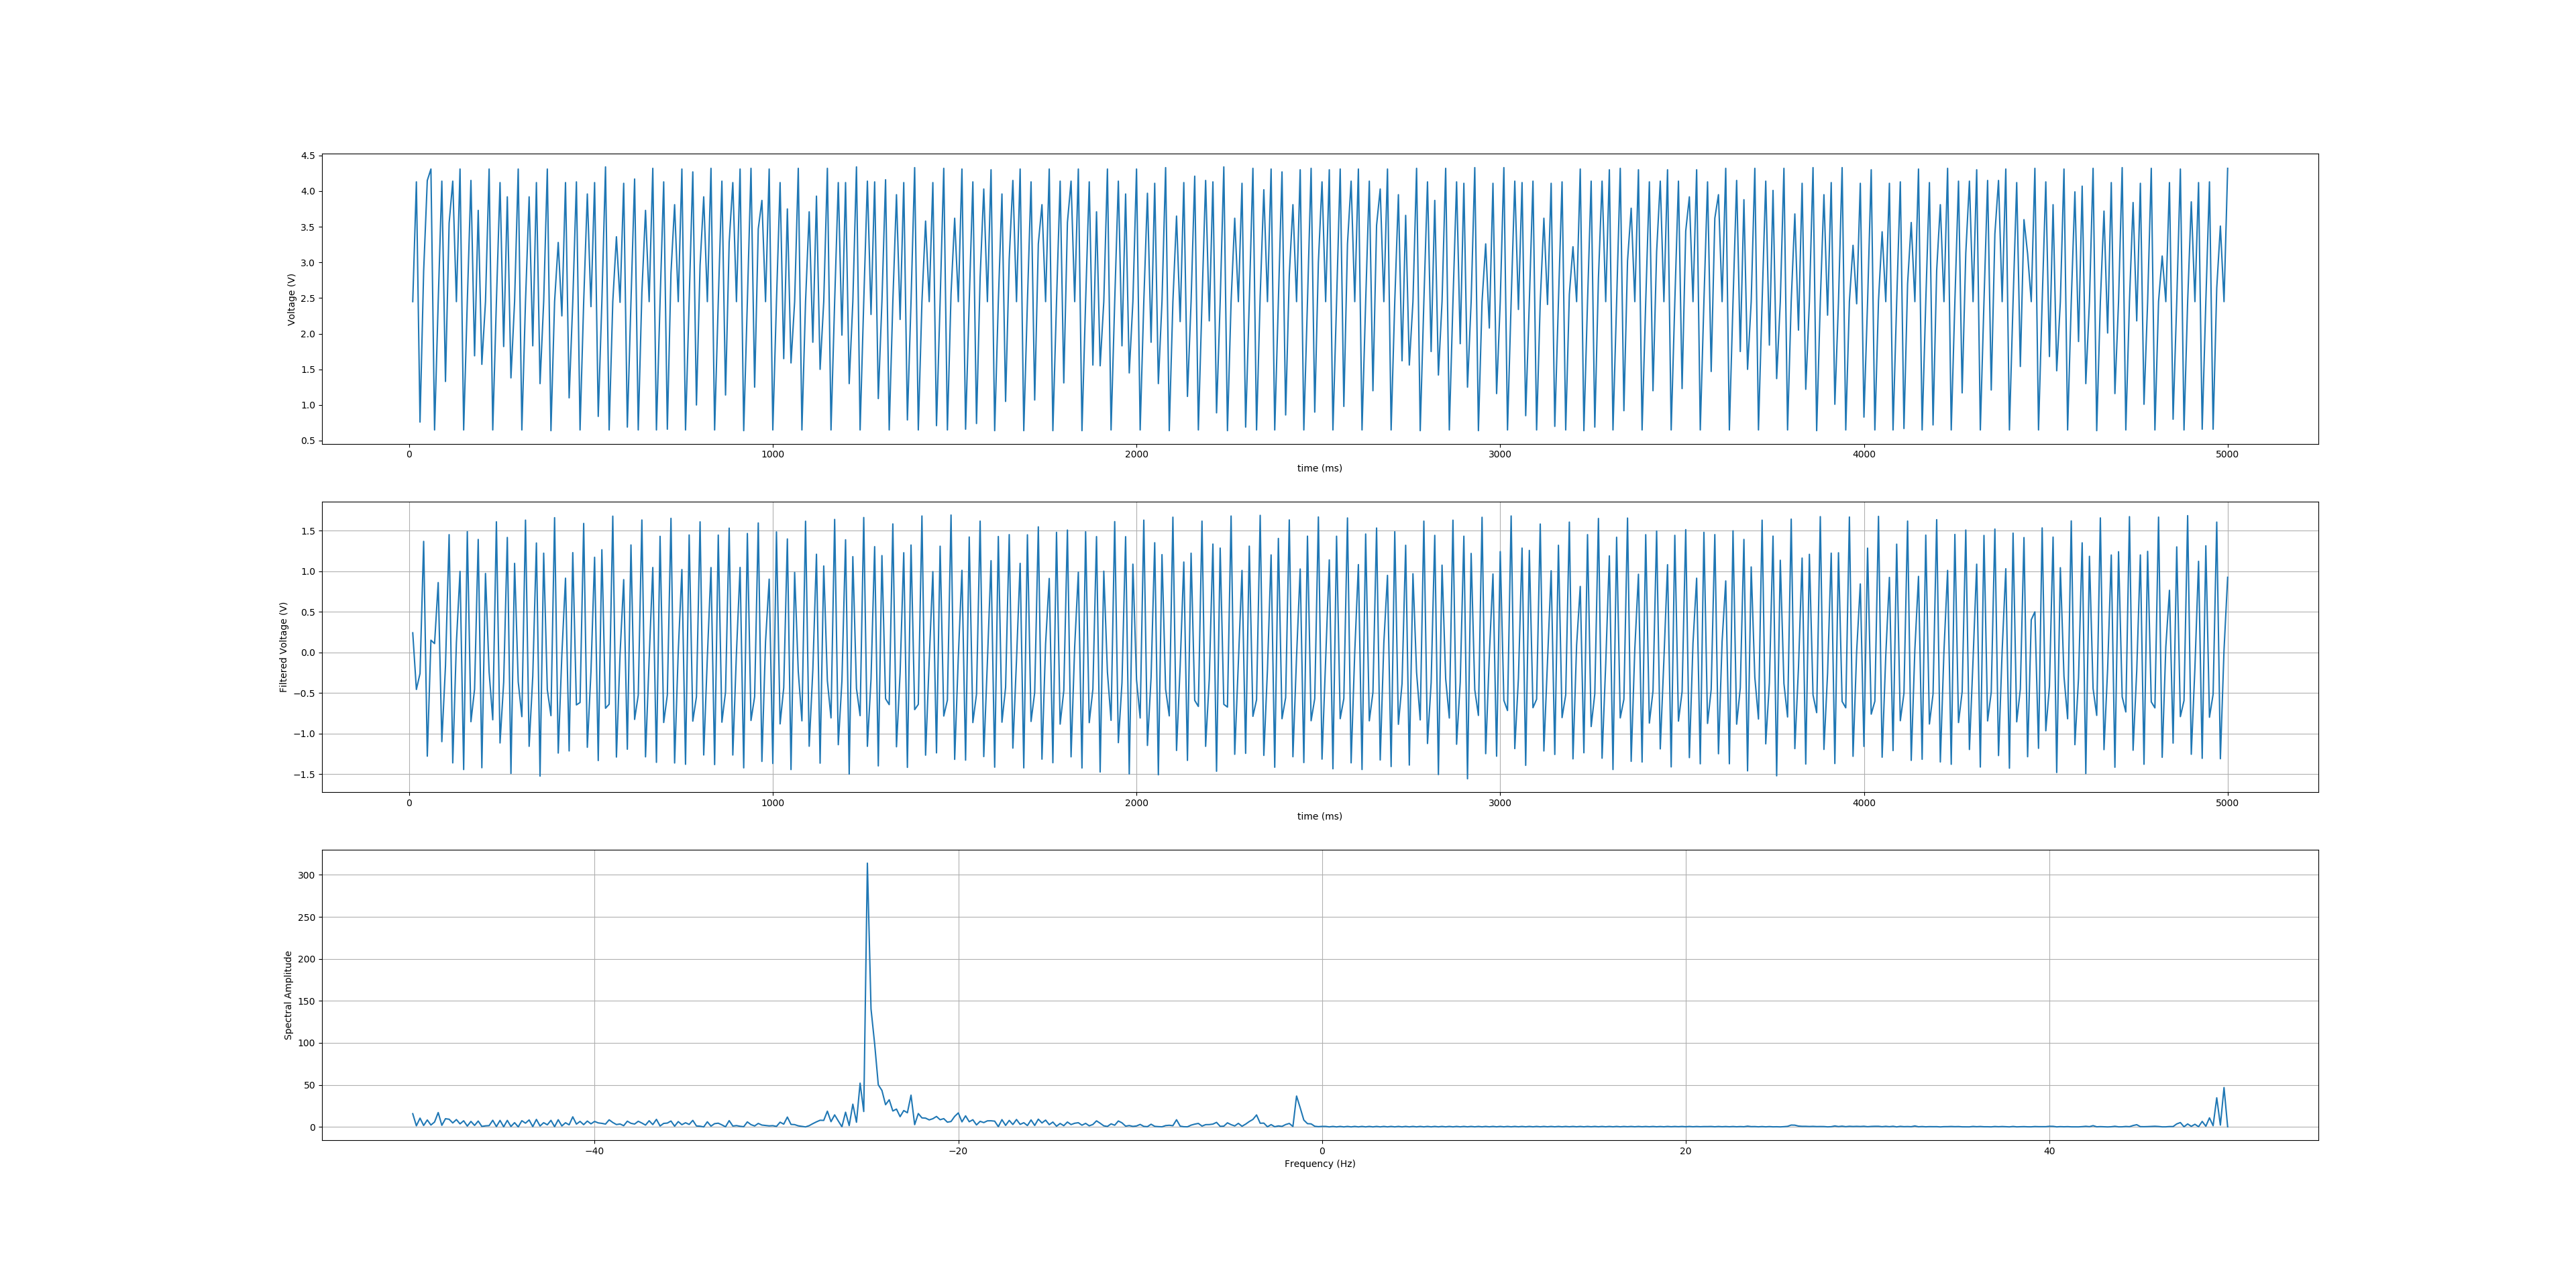 4.5
4.0
3.5
3.0
2.5
2.0
1.5
1.0
0.5
Voltage (V)
0 1000 2000 3000 4000 5000
time (ms)
1.5
1.0
0.5
0.0
−0.5
−1.0
−1.5
Filtered Voltage (V)
0 1000 2000 3000 4000 5000
time (ms)
300
250
200
150
100
50
0
Spectral Amplitude
−40 −20 0 20 40
Frequency (Hz)